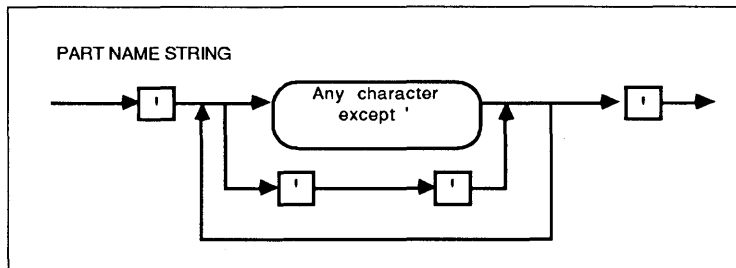 PART NAME STRING
' Any character '
except '
' '